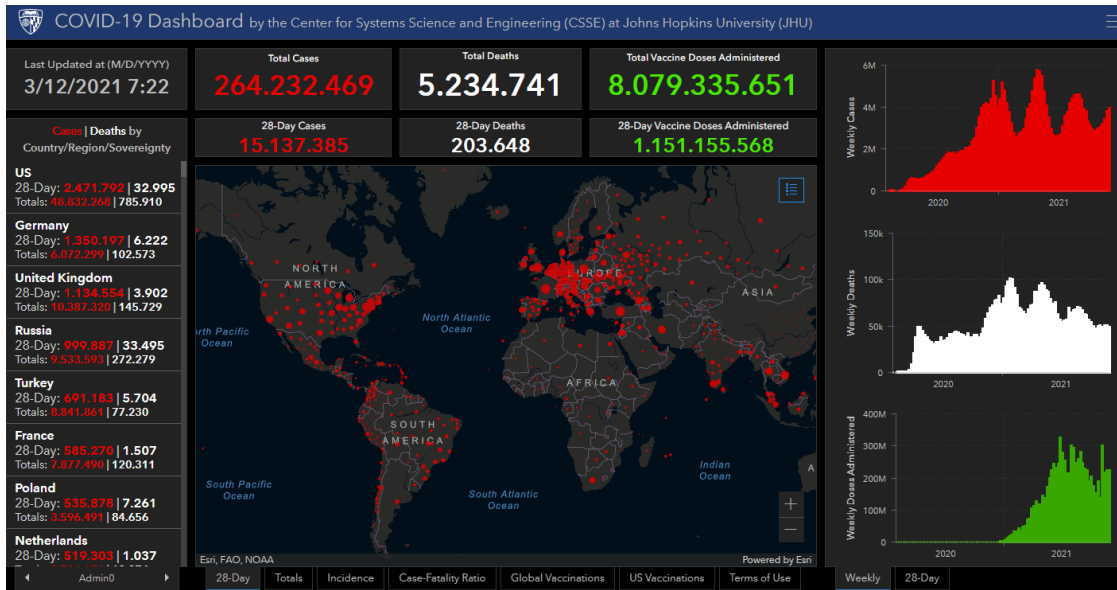 COVID-19 Dashboard by the Center for Systems Science and Engineering (CSSE) at Johns Hopkins University (JHU)
Last Updated at (M/D/YYYY)
3/12/2021 7:22
Total Cases
264.232.469
Total Deaths
5.234.741
Total Vaccine Doses Administered
8.079.335.651
28-Day Cases
15.137.385
28-Day Deaths
203.648
28-Day Vaccine Doses Administered
1.151.155.568
Cases | Deaths by
Country/Region/Sovereignty
US
28-Day: 2.471.792 | 32.995
Totals: 48.832.268 | 785.910
Germany
28-Day: 1.350.197 | 6.222
Totals: 6.072.299 | 102.573
United Kingdom
28-Day: 1.134.554 | 3.902
Totals: 10.387.320 | 145.729
Russia
28-Day: 999.887 | 33.495
Totals: 9.533.593 | 272.279
Turkey
28-Day: 691.183 | 5.704
Totals: 8.841.861 | 77.230
France
28-Day: 585.270 | 1.507
Totals: 7.877.490 | 120.311
Poland
28-Day: 535.878 | 7.261
Totals: 3.596.491 | 84.656
Netherlands
28-Day: 519.303 | 1.037
Admin0
NORTH
AMERICA
EUROPE
ASIA
North Atlantic
Ocean
rth Pacific
Ocean
AFRICA
SOUTH
AMERICA
Indian
Ocean
South Pacific
Ocean
South Atlantic
Ocean
A
+
−
Esri, FAO, NOAA
Powered by Esri
28-Day
Totals
Incidence
Case-Fatality Ratio
Global Vaccinations
US Vaccinations
Terms of Use
Weekly Cases
6M
4M
2M
0
2020
2021
Weekly Deaths
150k
100k
50k
0
2020
2021
Weekly Doses Administered
400M
300M
200M
100M
0
2020
2021
Weekly
28-Day